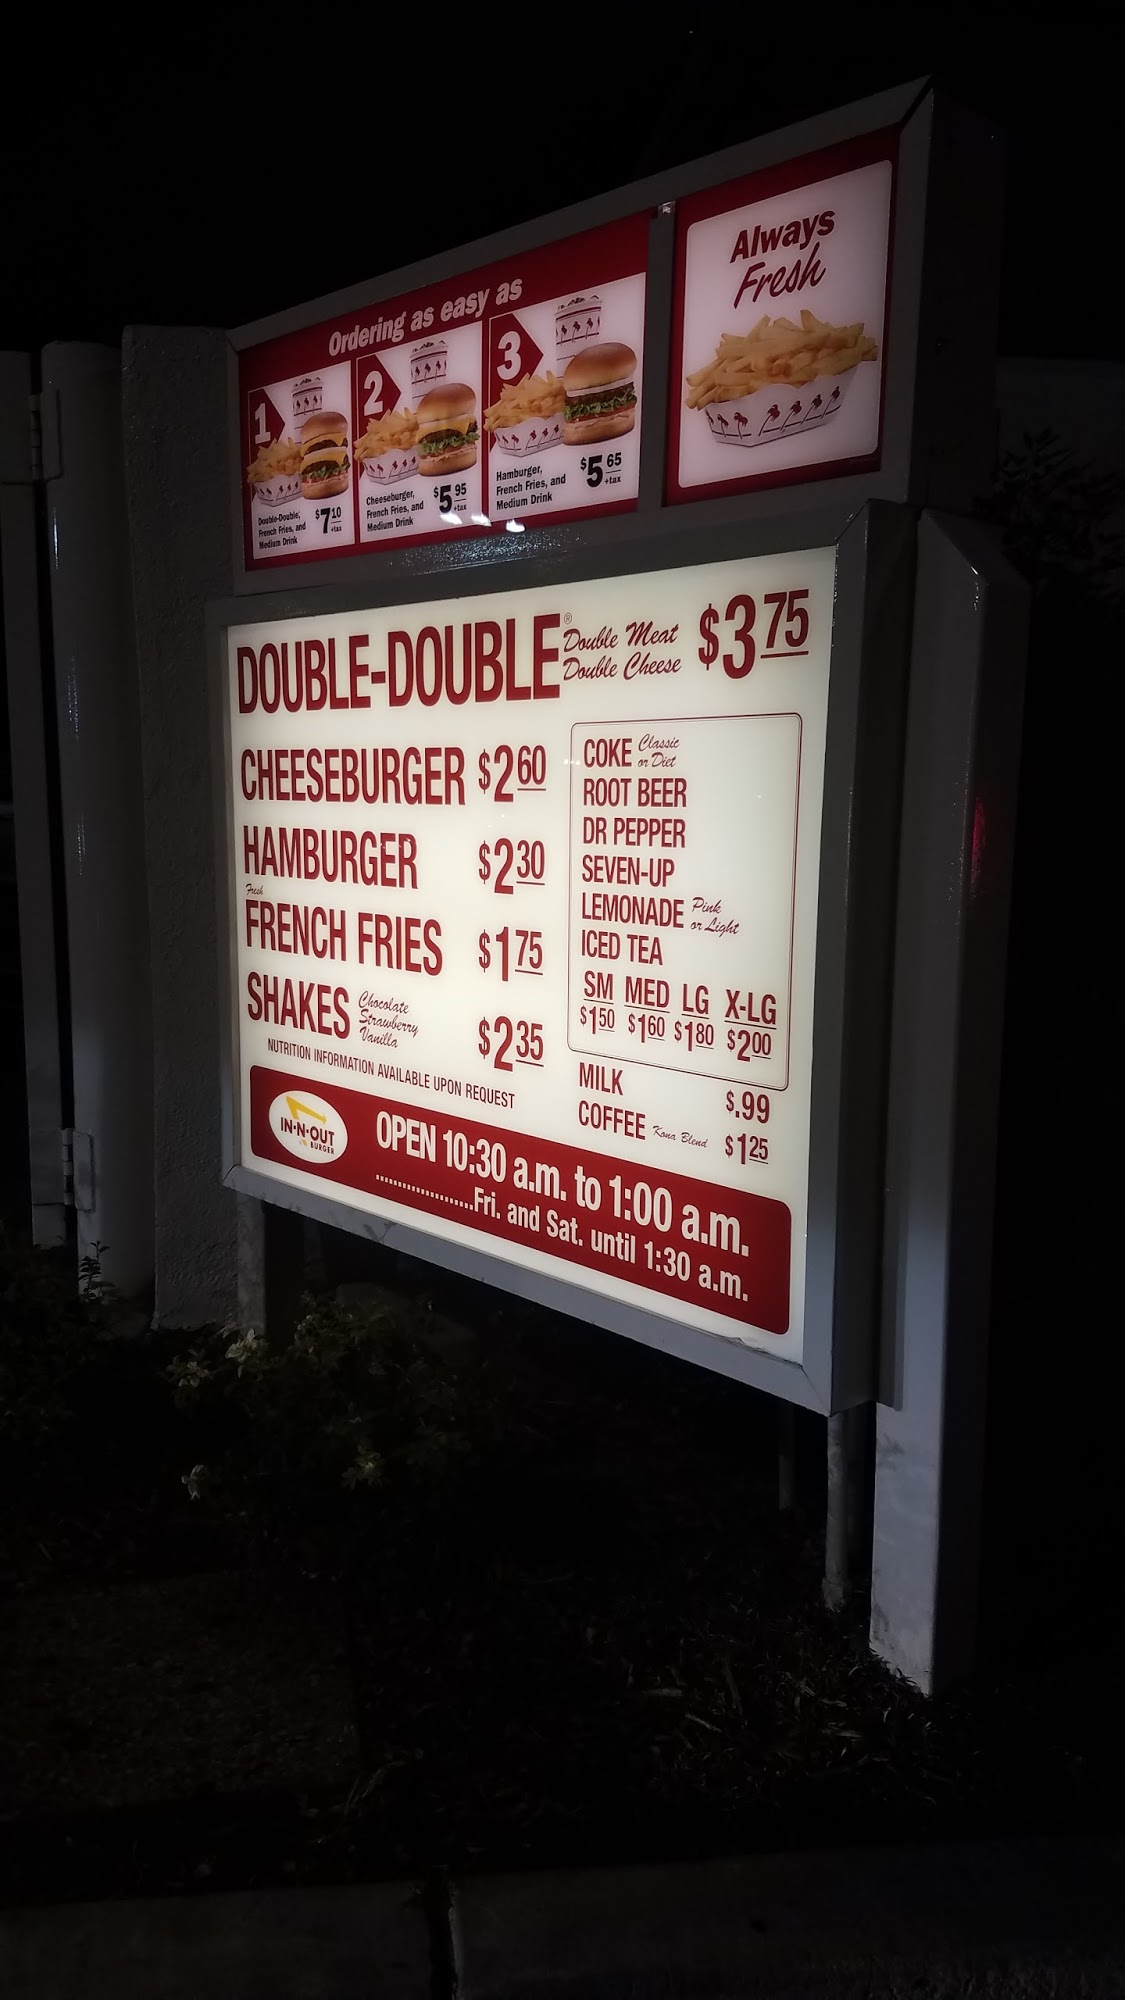 Ordering as easy as
1
Double-Double,
French Fries, and
Medium Drink
$7 10
+tax
2
Cheeseburger,
French Fries, and
Medium Drink
$5 95
+tax
3
Hamburger,
French Fries, and
Medium Drink
$5 65
+tax
Always
Fresh
DOUBLE-DOUBLE® Double Meat Double Cheese $3 75
CHEESEBURGER $2 60
HAMBURGER $2 30
Fresh
FRENCH FRIES $1 75
SHAKES Chocolate Strawberry Vanilla $2 35
NUTRITION INFORMATION AVAILABLE UPON REQUEST
COKE Classic or Diet
ROOT BEER
DR PEPPER
SEVEN-UP
LEMONADE Pink or Light
ICED TEA
SM MED LG X-LG
$1 50 $1 60 $1 80 $2 00
MILK $.99
COFFEE Kona Blend $1 25
IN-N-OUT
BURGER
OPEN 10:30 a.m. to 1:00 a.m.
....................Fri. and Sat. until 1:30 a.m.